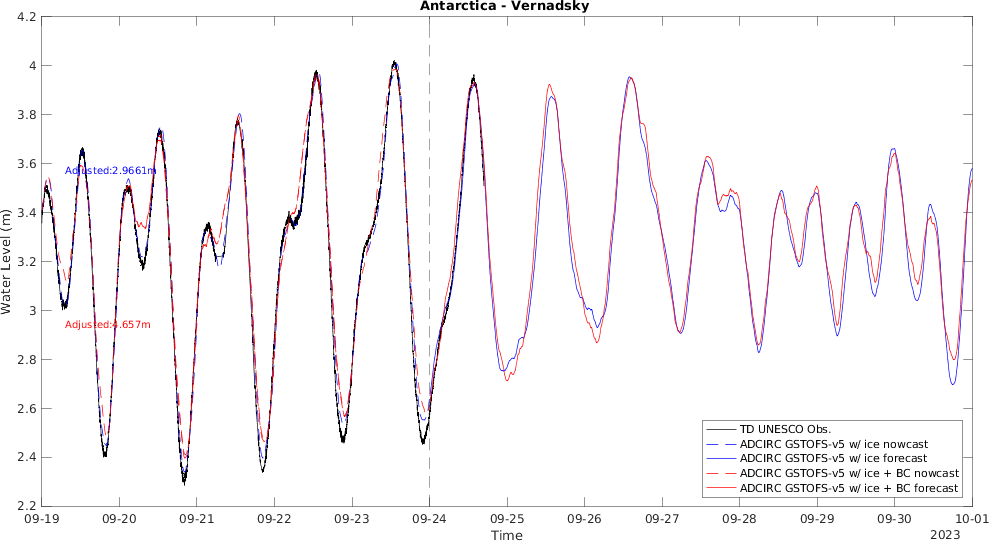 Antarctica - Vernadsky
Water Level (m)
4.2
4
3.8
3.6
3.4
3.2
3
2.8
2.6
2.4
2.2
Adjusted:2.9661m
Adjusted:4.657m
TD UNESCO Obs.
ADCIRC GSTOFS-v5 w/ ice nowcast
ADCIRC GSTOFS-v5 w/ ice forecast
ADCIRC GSTOFS-v5 w/ ice + BC nowcast
ADCIRC GSTOFS-v5 w/ ice + BC forecast
09-19 09-20 09-21 09-22 09-23 09-24 09-25 09-26 09-27 09-28 09-29 09-30 10-01
Time
2023